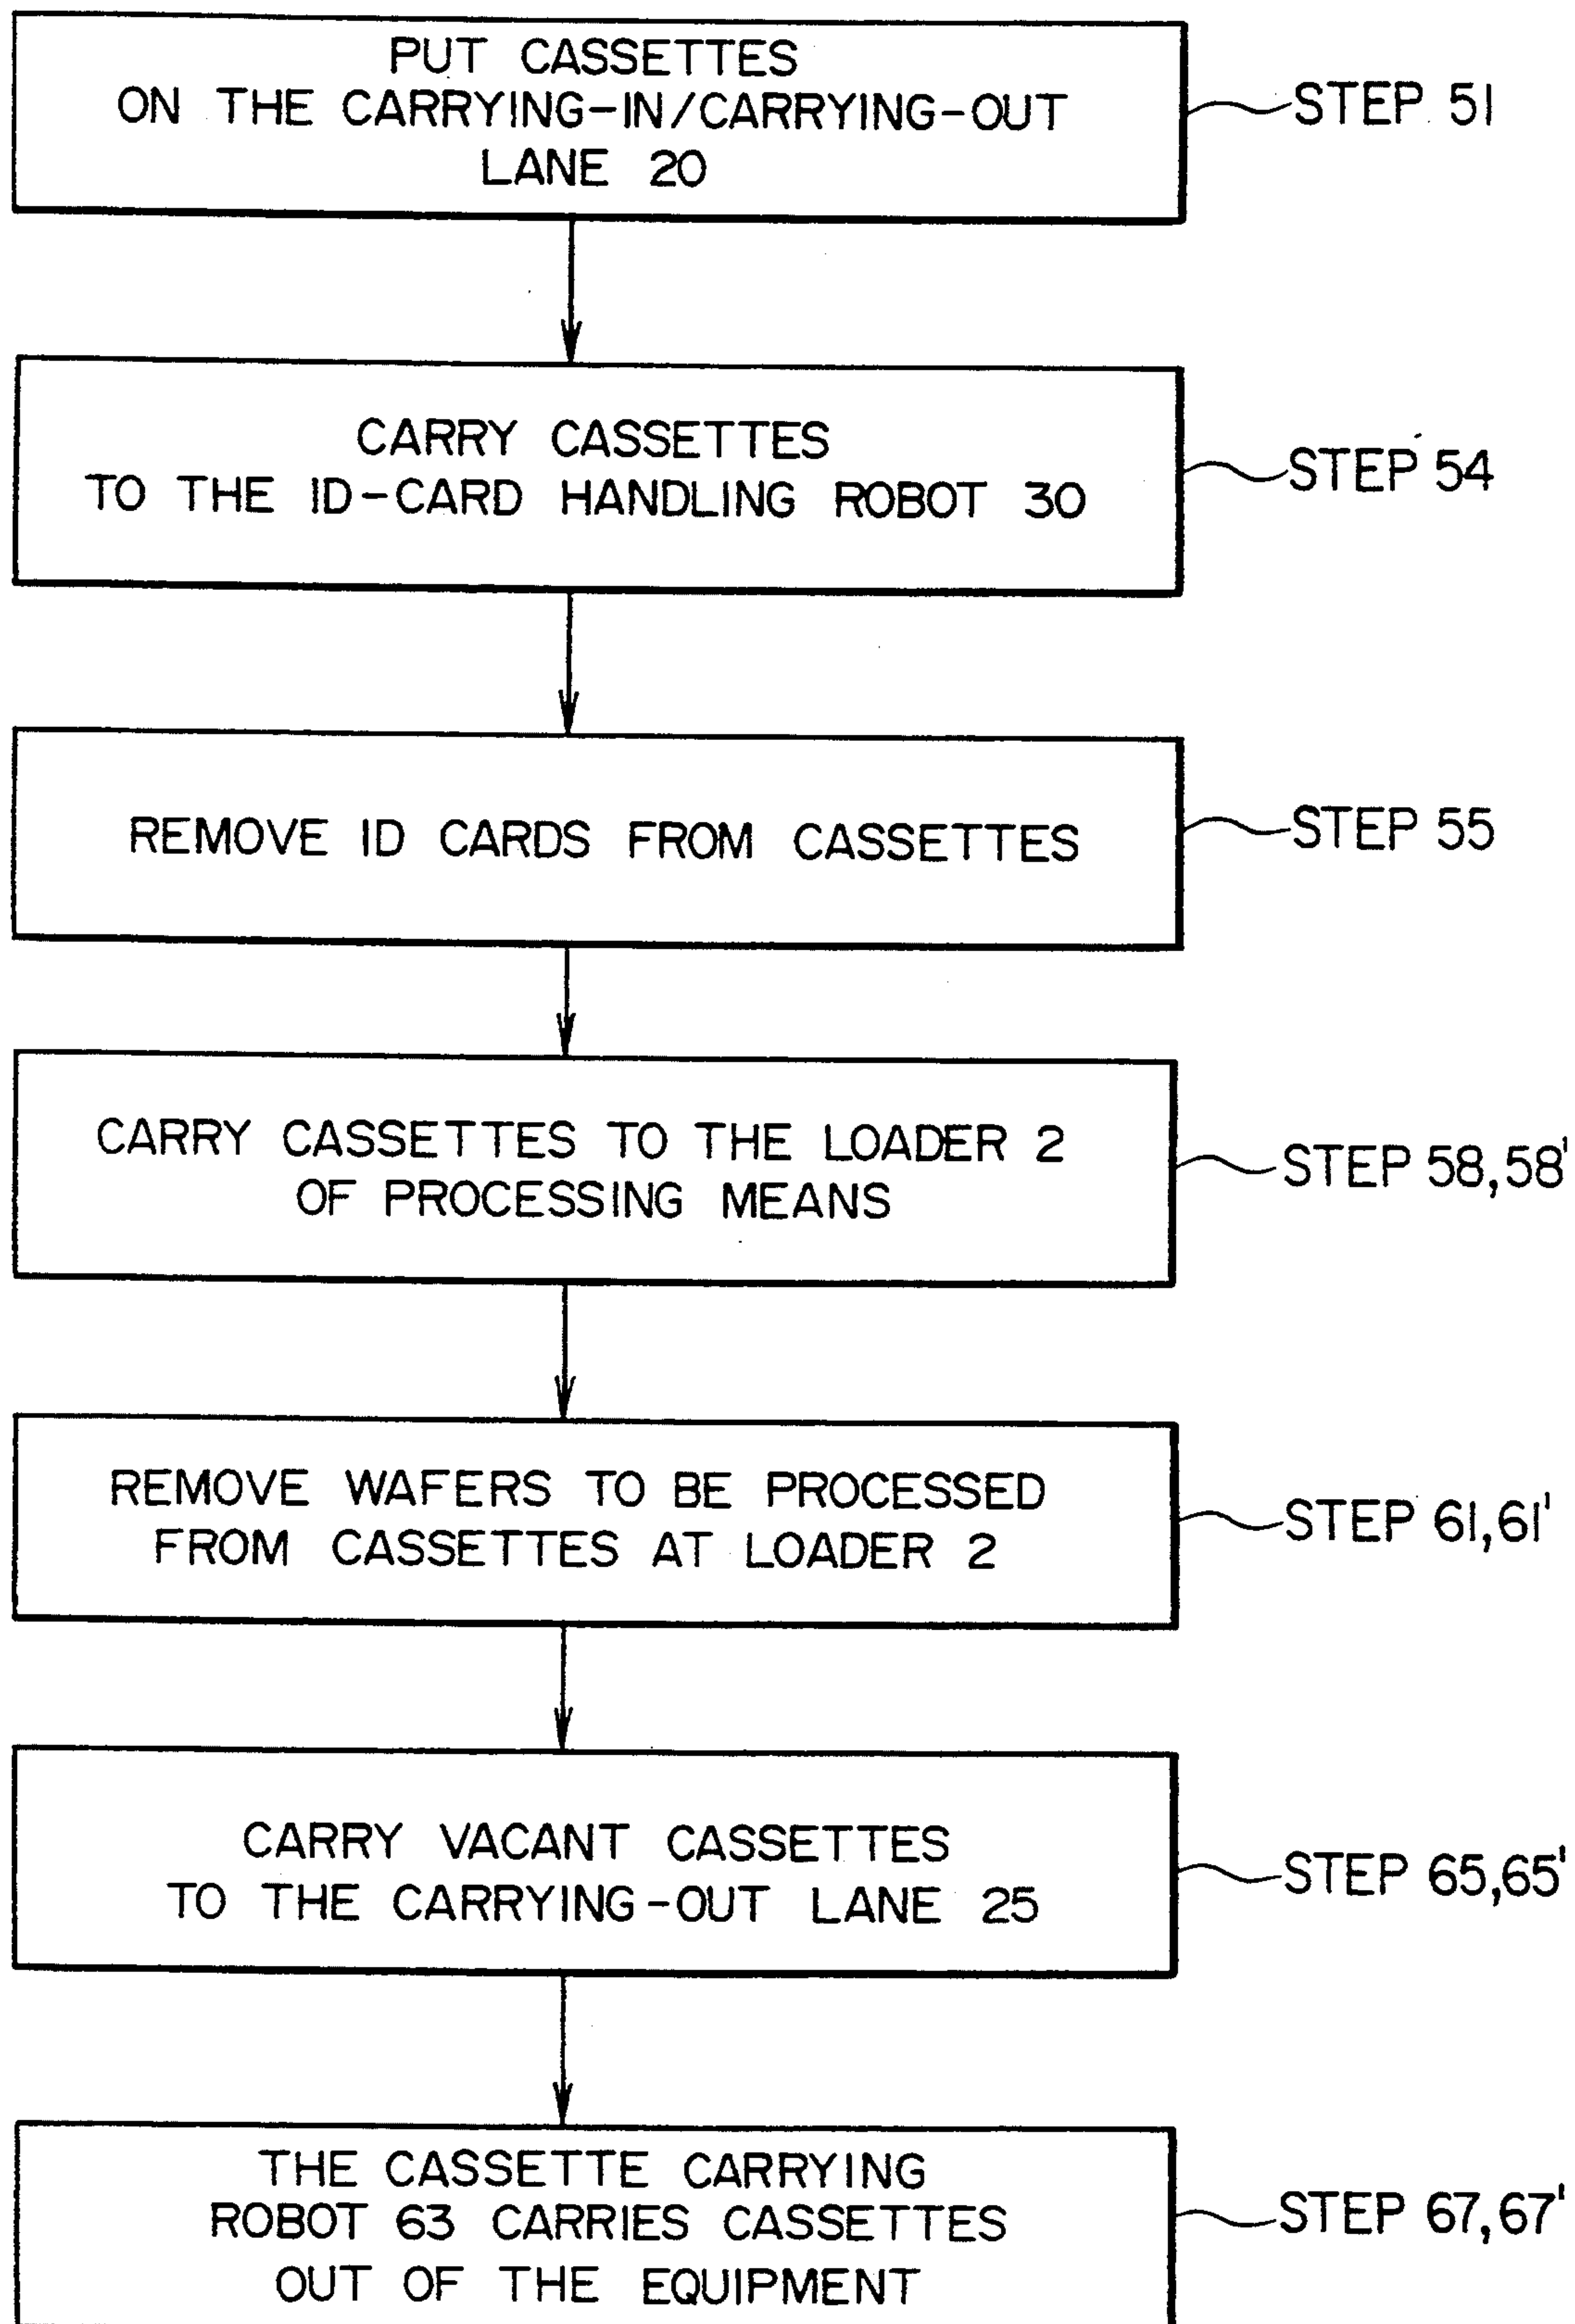 PUT CASSETTES
ON THE CARRYING-IN/CARRYING-OUT
LANE 20
STEP 51
CARRY CASSETTES
TO THE ID-CARD HANDLING ROBOT 30
STEP 54
REMOVE ID CARDS FROM CASSETTES
STEP 55
CARRY CASSETTES TO THE LOADER 2
OF PROCESSING MEANS
STEP 58,58'
REMOVE WAFERS TO BE PROCESSED
FROM CASSETTES AT LOADER 2
STEP 61,61'
CARRY VACANT CASSETTES
TO THE CARRYING-OUT LANE 25
STEP 65,65'
THE CASSETTE CARRYING
ROBOT 63 CARRIES CASSETTES
OUT OF THE EQUIPMENT
STEP 67,67'